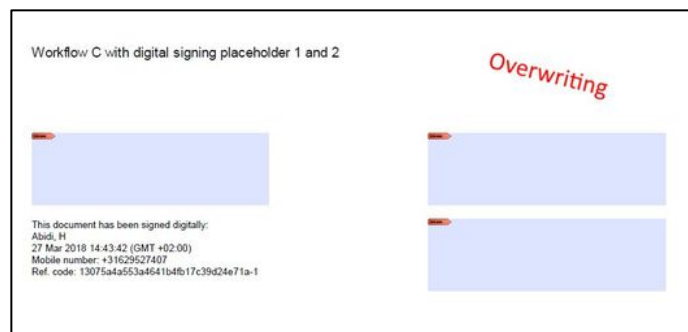 Workflow C with digital signing placeholder 1 and 2
Overwriting
This document has been signed digitally:
Abidi, H
27 Mar 2018 14:43:42 (GMT +02:00)
Mobile number: +31629527407
Ref. code: 13075a4a553a4641b4fb17c39d24e71a-1